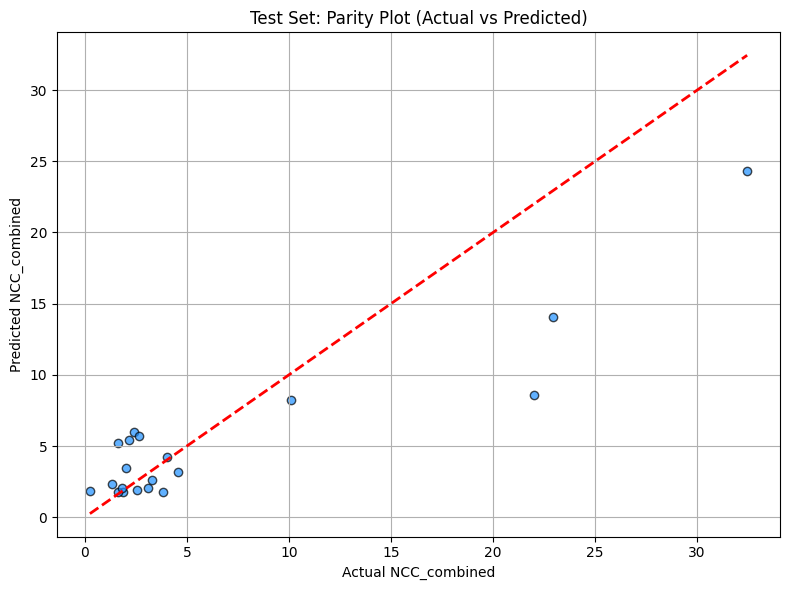 Test Set: Parity Plot (Actual vs Predicted)
Predicted NCC_combined
30
25
20
15
10
5
0
0 5 10 15 20 25 30
Actual NCC_combined